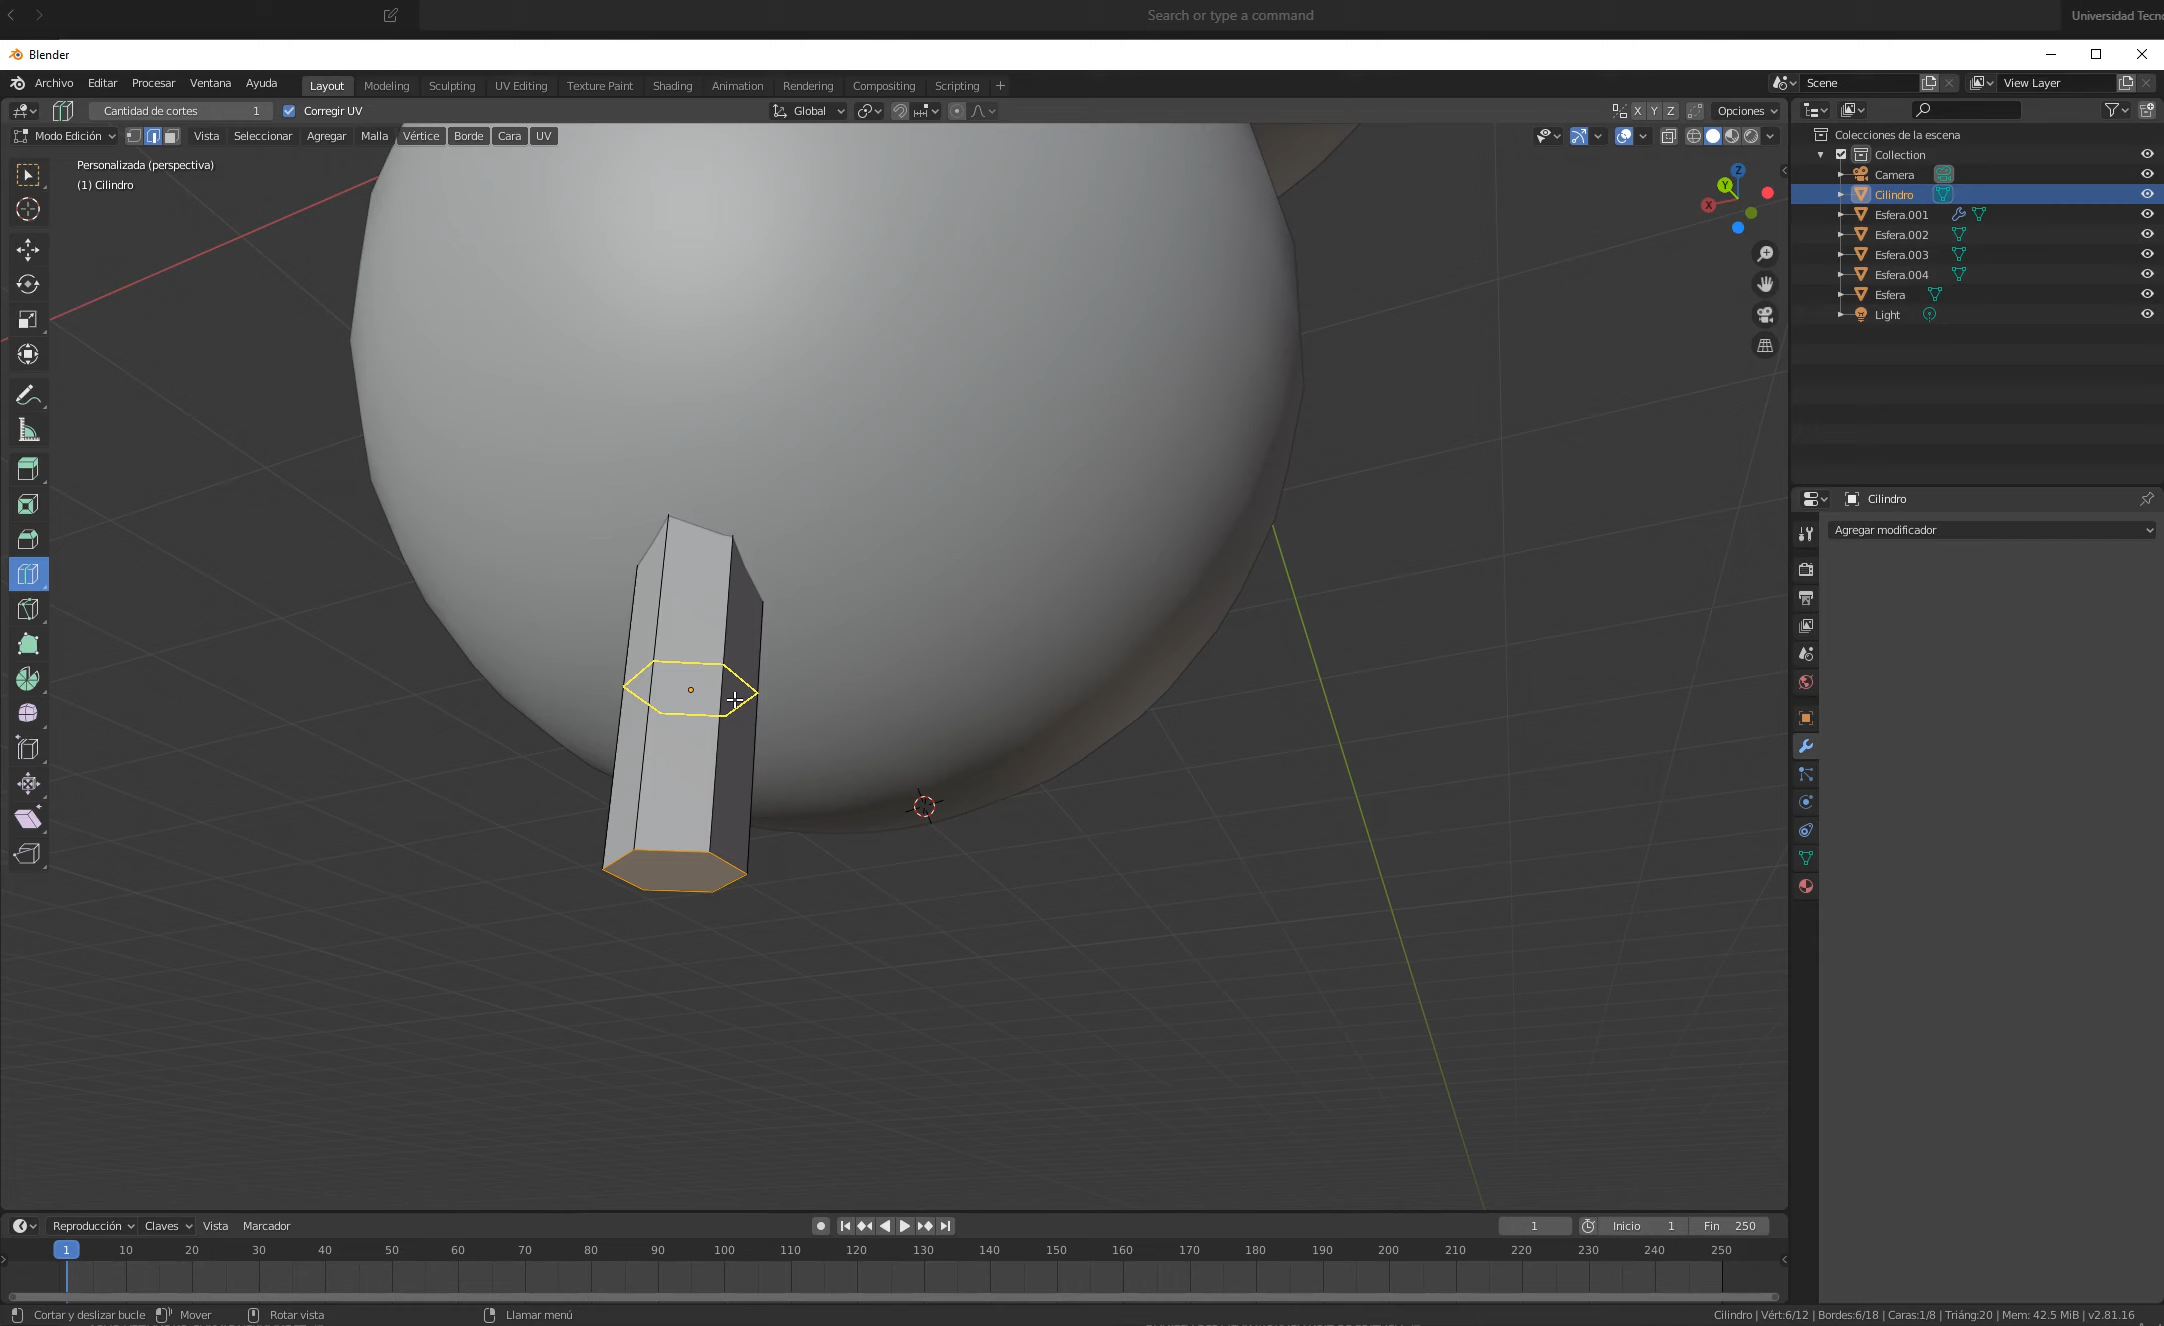 Search or type a command
Universidad Tecno
Blender
Archivo Editar Procesar Ventana Ayuda
Layout Modeling Sculpting UV Editing Texture Paint Shading Animation Rendering Compositing Scripting +
Scene
View Layer
Cantidad de cortes 1
Corregir UV
Global
X Y Z
Opciones
Modo Edición
Vista Seleccionar Agregar Malla Vértice Borde Cara UV
Personalizada (perspectiva)
(1) Cilindro
Z
Y
X
Colecciones de la escena
Collection
Camera
Cilindro
Esfera.001
Esfera.002
Esfera.003
Esfera.004
Esfera
Light
Cilindro
Agregar modificador
Reproducción Claves Vista Marcador
1
Inicio 1
Fin 250
1 10 20 30 40 50 60 70 80 90 100 110 120 130 140 150 160 170 180 190 200 210 220 230 240 250
Cortar y deslizar bucle
Mover
Rotar vista
Llamar menú
Cilindro | Vért:6/12 | Bordes:6/18 | Caras:1/8 | Triáng:20 | Mem: 42.5 MiB | v2.81.16